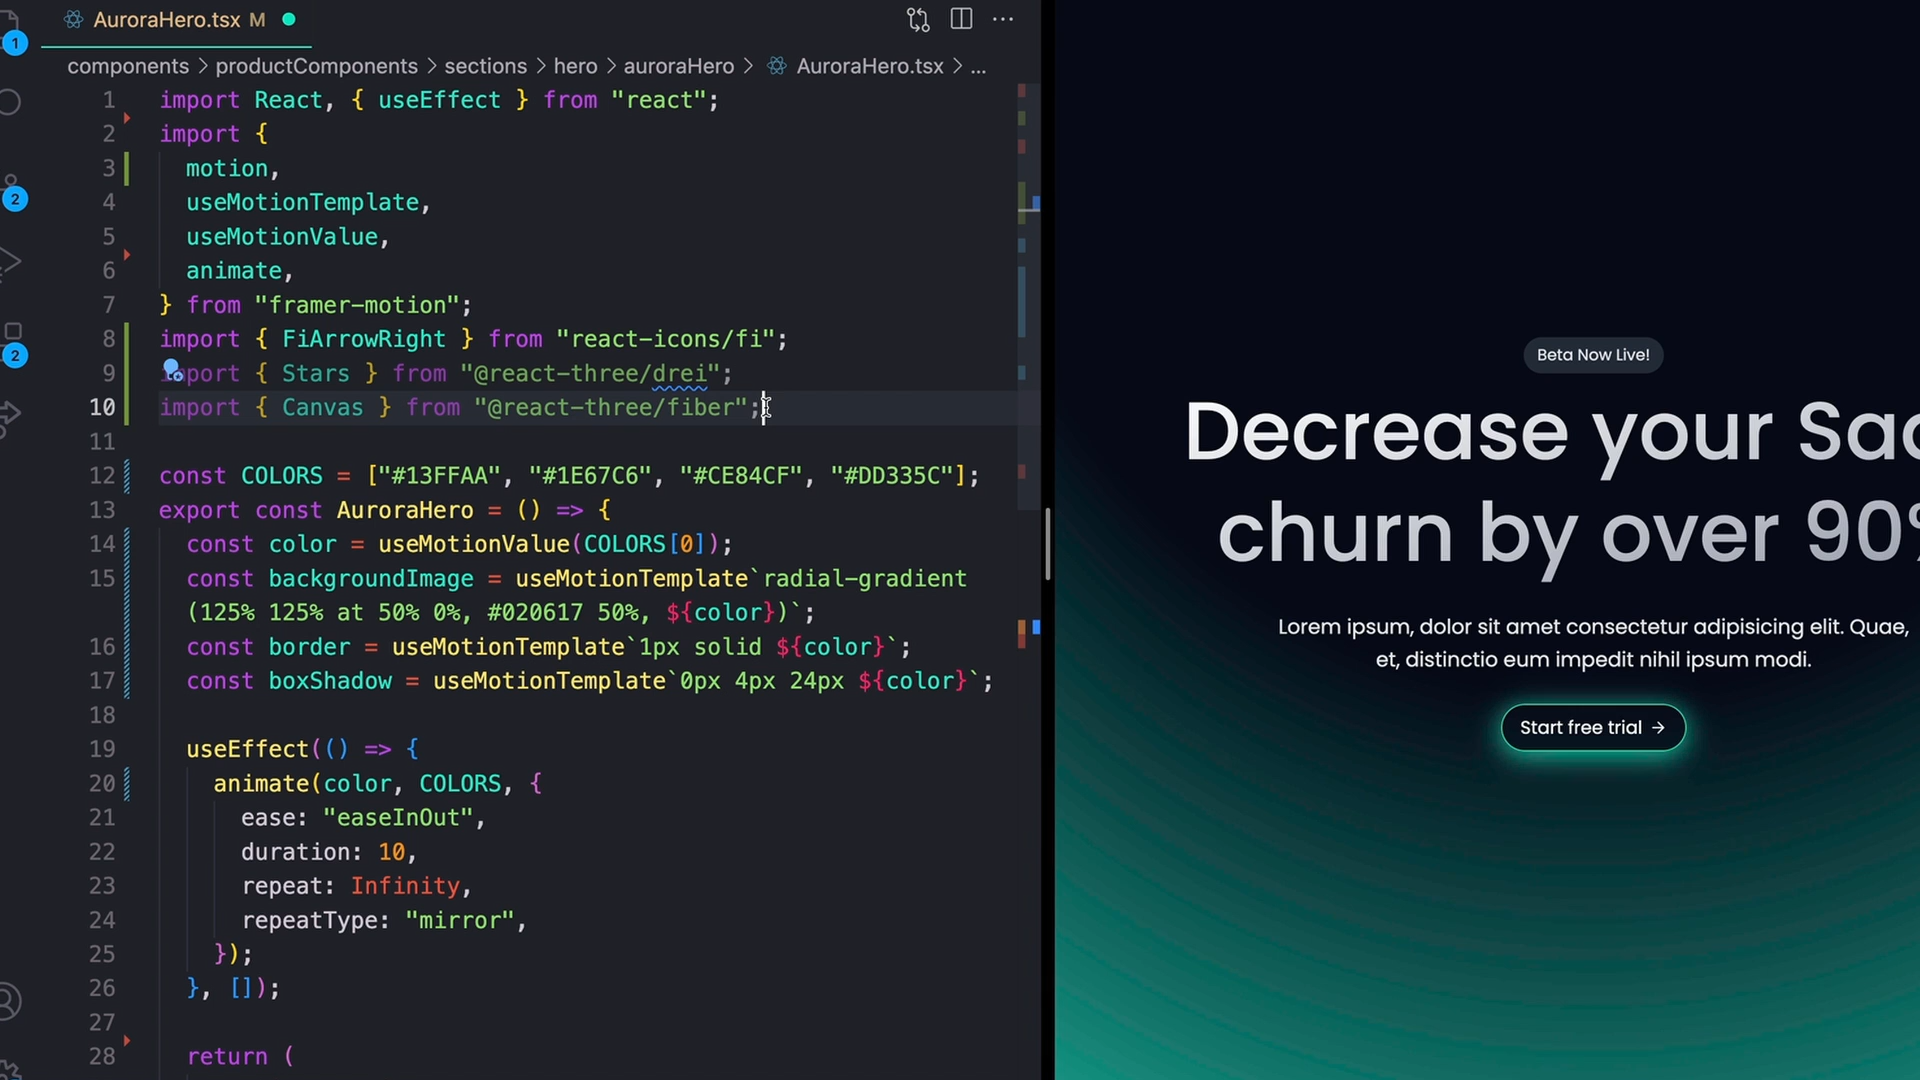 AuroraHero.tsx M
components > productComponents > sections > hero > auroraHero > AuroraHero.tsx > ...
1 import React, { useEffect } from "react";
2 import {
3 motion,
4 useMotionTemplate,
5 useMotionValue,
6 animate,
7 } from "framer-motion";
8 import { FiArrowRight } from "react-icons/fi";
9 import { Stars } from "@react-three/drei";
10 import { Canvas } from "@react-three/fiber";
11
12 const COLORS = ["#13FFAA", "#1E67C6", "#CE84CF", "#DD335C"];
13 export const AuroraHero = () => {
14 const color = useMotionValue(COLORS[0]);
15 const backgroundImage = useMotionTemplate`radial-gradient
(125% 125% at 50% 0%, #020617 50%, ${color})`;
16 const border = useMotionTemplate`1px solid ${color}`;
17 const boxShadow = useMotionTemplate`0px 4px 24px ${color}`;
18
19 useEffect(() => {
20 animate(color, COLORS, {
21 ease: "easeInOut",
22 duration: 10,
23 repeat: Infinity,
24 repeatType: "mirror",
25 });
26 }, []);
27
28 return (
1
2
2
Beta Now Live!
Decrease your Saa
churn by over 90%
Lorem ipsum, dolor sit amet consectetur adipisicing elit. Quae,
et, distinctio eum impedit nihil ipsum modi.
Start free trial →